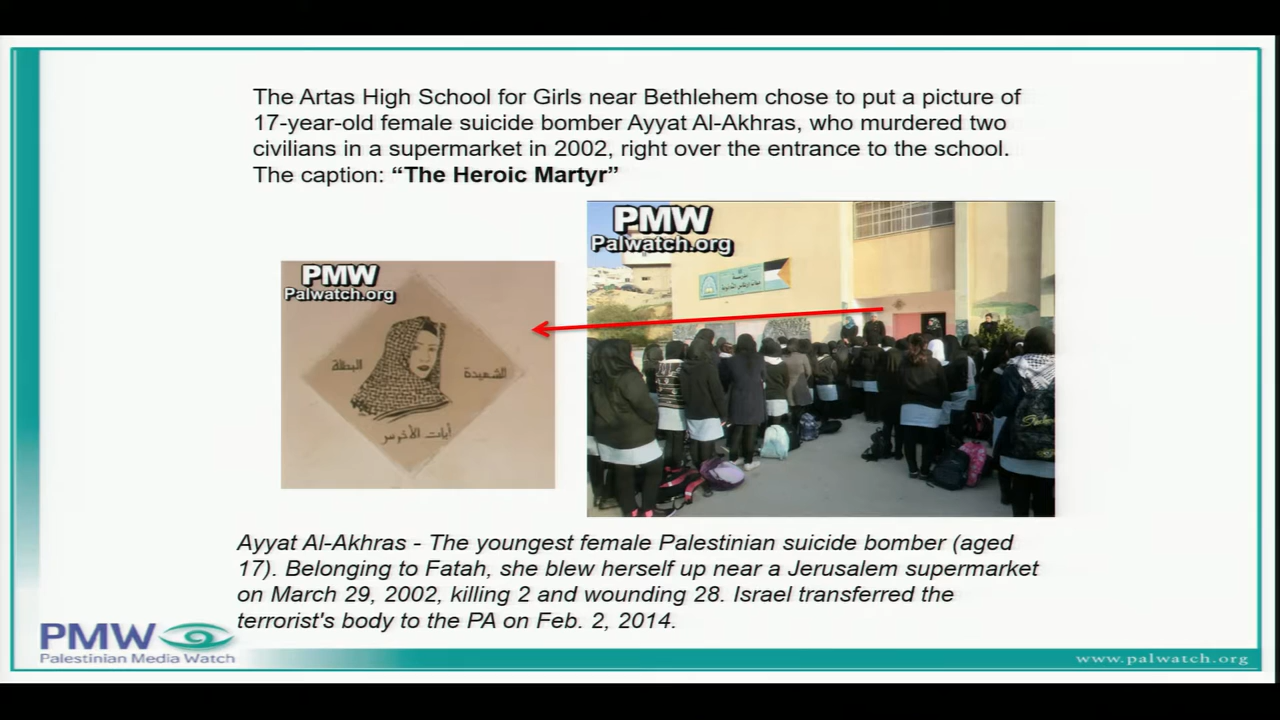 The Artas High School for Girls near Bethlehem chose to put a picture of
17-year-old female suicide bomber Ayyat Al-Akhras, who murdered two
civilians in a supermarket in 2002, right over the entrance to the school.
The caption: “The Heroic Martyr”
PMW
Palwatch.org
الشهيدة
البطلة
آيات الأخرس
PMW
Palwatch.org
Ayyat Al-Akhras - The youngest female Palestinian suicide bomber (aged
17). Belonging to Fatah, she blew herself up near a Jerusalem supermarket
on March 29, 2002, killing 2 and wounding 28. Israel transferred the
terrorist's body to the PA on Feb. 2, 2014.
PMW
Palestinian Media Watch
www.palwatch.org